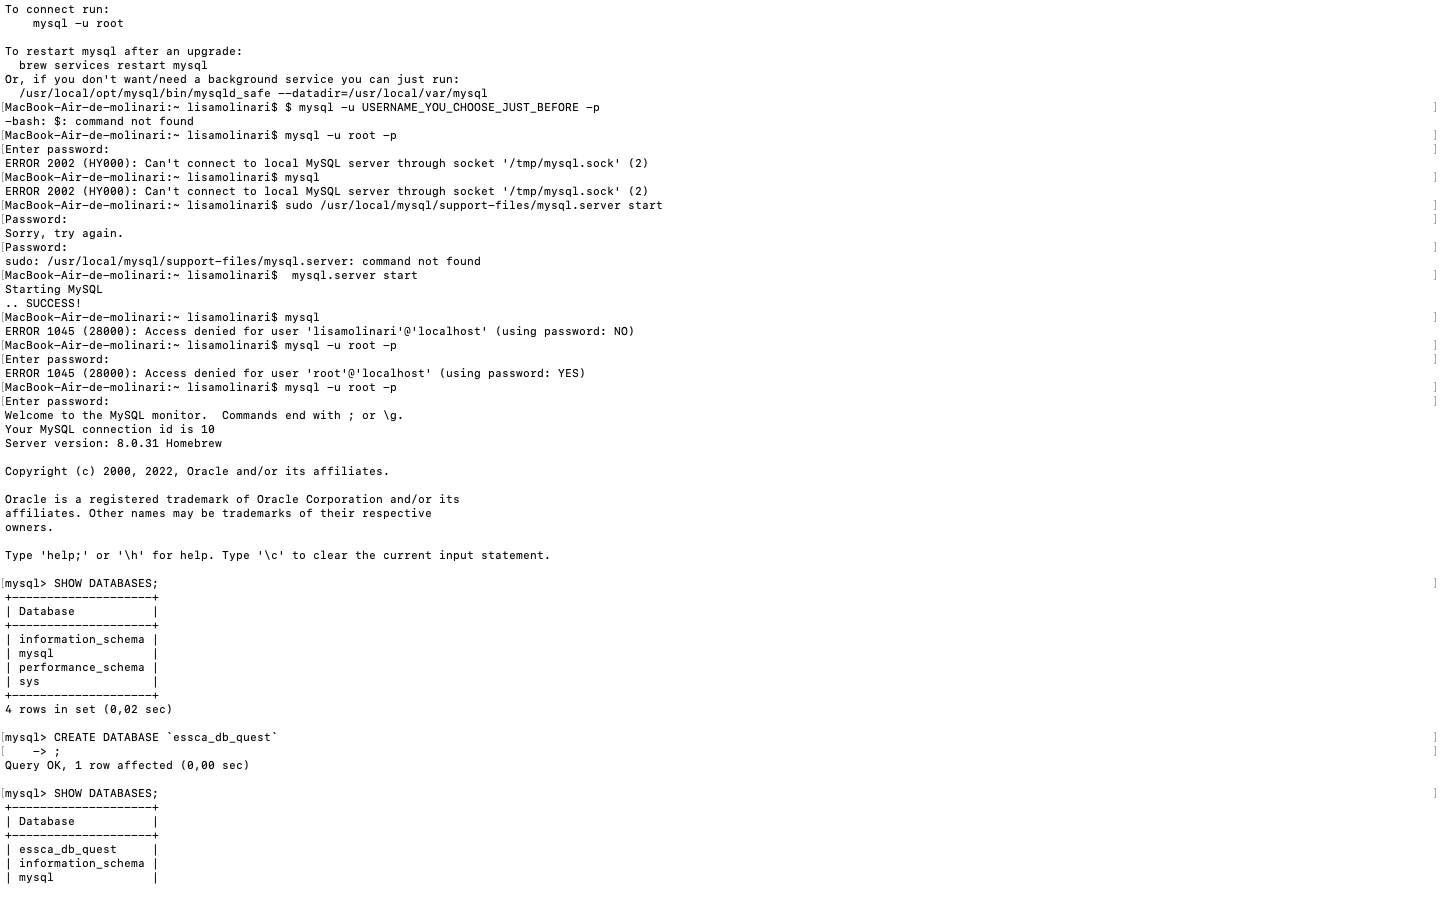 To connect run:
    mysql -u root

To restart mysql after an upgrade:
  brew services restart mysql
Or, if you don't want/need a background service you can just run:
  /usr/local/opt/mysql/bin/mysqld_safe --datadir=/usr/local/var/mysql
[MacBook-Air-de-molinari:~ lisamolinari$ $ mysql -u USERNAME_YOU_CHOOSE_JUST_BEFORE -p ]
-bash: $: command not found
[MacBook-Air-de-molinari:~ lisamolinari$ mysql -u root -p ]
[Enter password: ]
ERROR 2002 (HY000): Can't connect to local MySQL server through socket '/tmp/mysql.sock' (2)
[MacBook-Air-de-molinari:~ lisamolinari$ mysql ]
ERROR 2002 (HY000): Can't connect to local MySQL server through socket '/tmp/mysql.sock' (2)
[MacBook-Air-de-molinari:~ lisamolinari$ sudo /usr/local/mysql/support-files/mysql.server start ]
[Password: ]
Sorry, try again.
[Password: ]
sudo: /usr/local/mysql/support-files/mysql.server: command not found
[MacBook-Air-de-molinari:~ lisamolinari$  mysql.server start ]
Starting MySQL
.. SUCCESS!
[MacBook-Air-de-molinari:~ lisamolinari$ mysql ]
ERROR 1045 (28000): Access denied for user 'lisamolinari'@'localhost' (using password: NO)
[MacBook-Air-de-molinari:~ lisamolinari$ mysql -u root -p ]
[Enter password: ]
ERROR 1045 (28000): Access denied for user 'root'@'localhost' (using password: YES)
[MacBook-Air-de-molinari:~ lisamolinari$ mysql -u root -p ]
[Enter password: ]
Welcome to the MySQL monitor.  Commands end with ; or \g.
Your MySQL connection id is 10
Server version: 8.0.31 Homebrew

Copyright (c) 2000, 2022, Oracle and/or its affiliates.

Oracle is a registered trademark of Oracle Corporation and/or its
affiliates. Other names may be trademarks of their respective
owners.

Type 'help;' or '\h' for help. Type '\c' to clear the current input statement.

[mysql> SHOW DATABASES; ]
+--------------------+
| Database           |
+--------------------+
| information_schema |
| mysql              |
| performance_schema |
| sys                |
+--------------------+
4 rows in set (0,02 sec)

[mysql> CREATE DATABASE `essca_db_quest` ]
[    -> ; ]
Query OK, 1 row affected (0,00 sec)

[mysql> SHOW DATABASES; ]
+--------------------+
| Database           |
+--------------------+
| essca_db_quest     |
| information_schema |
| mysql              |